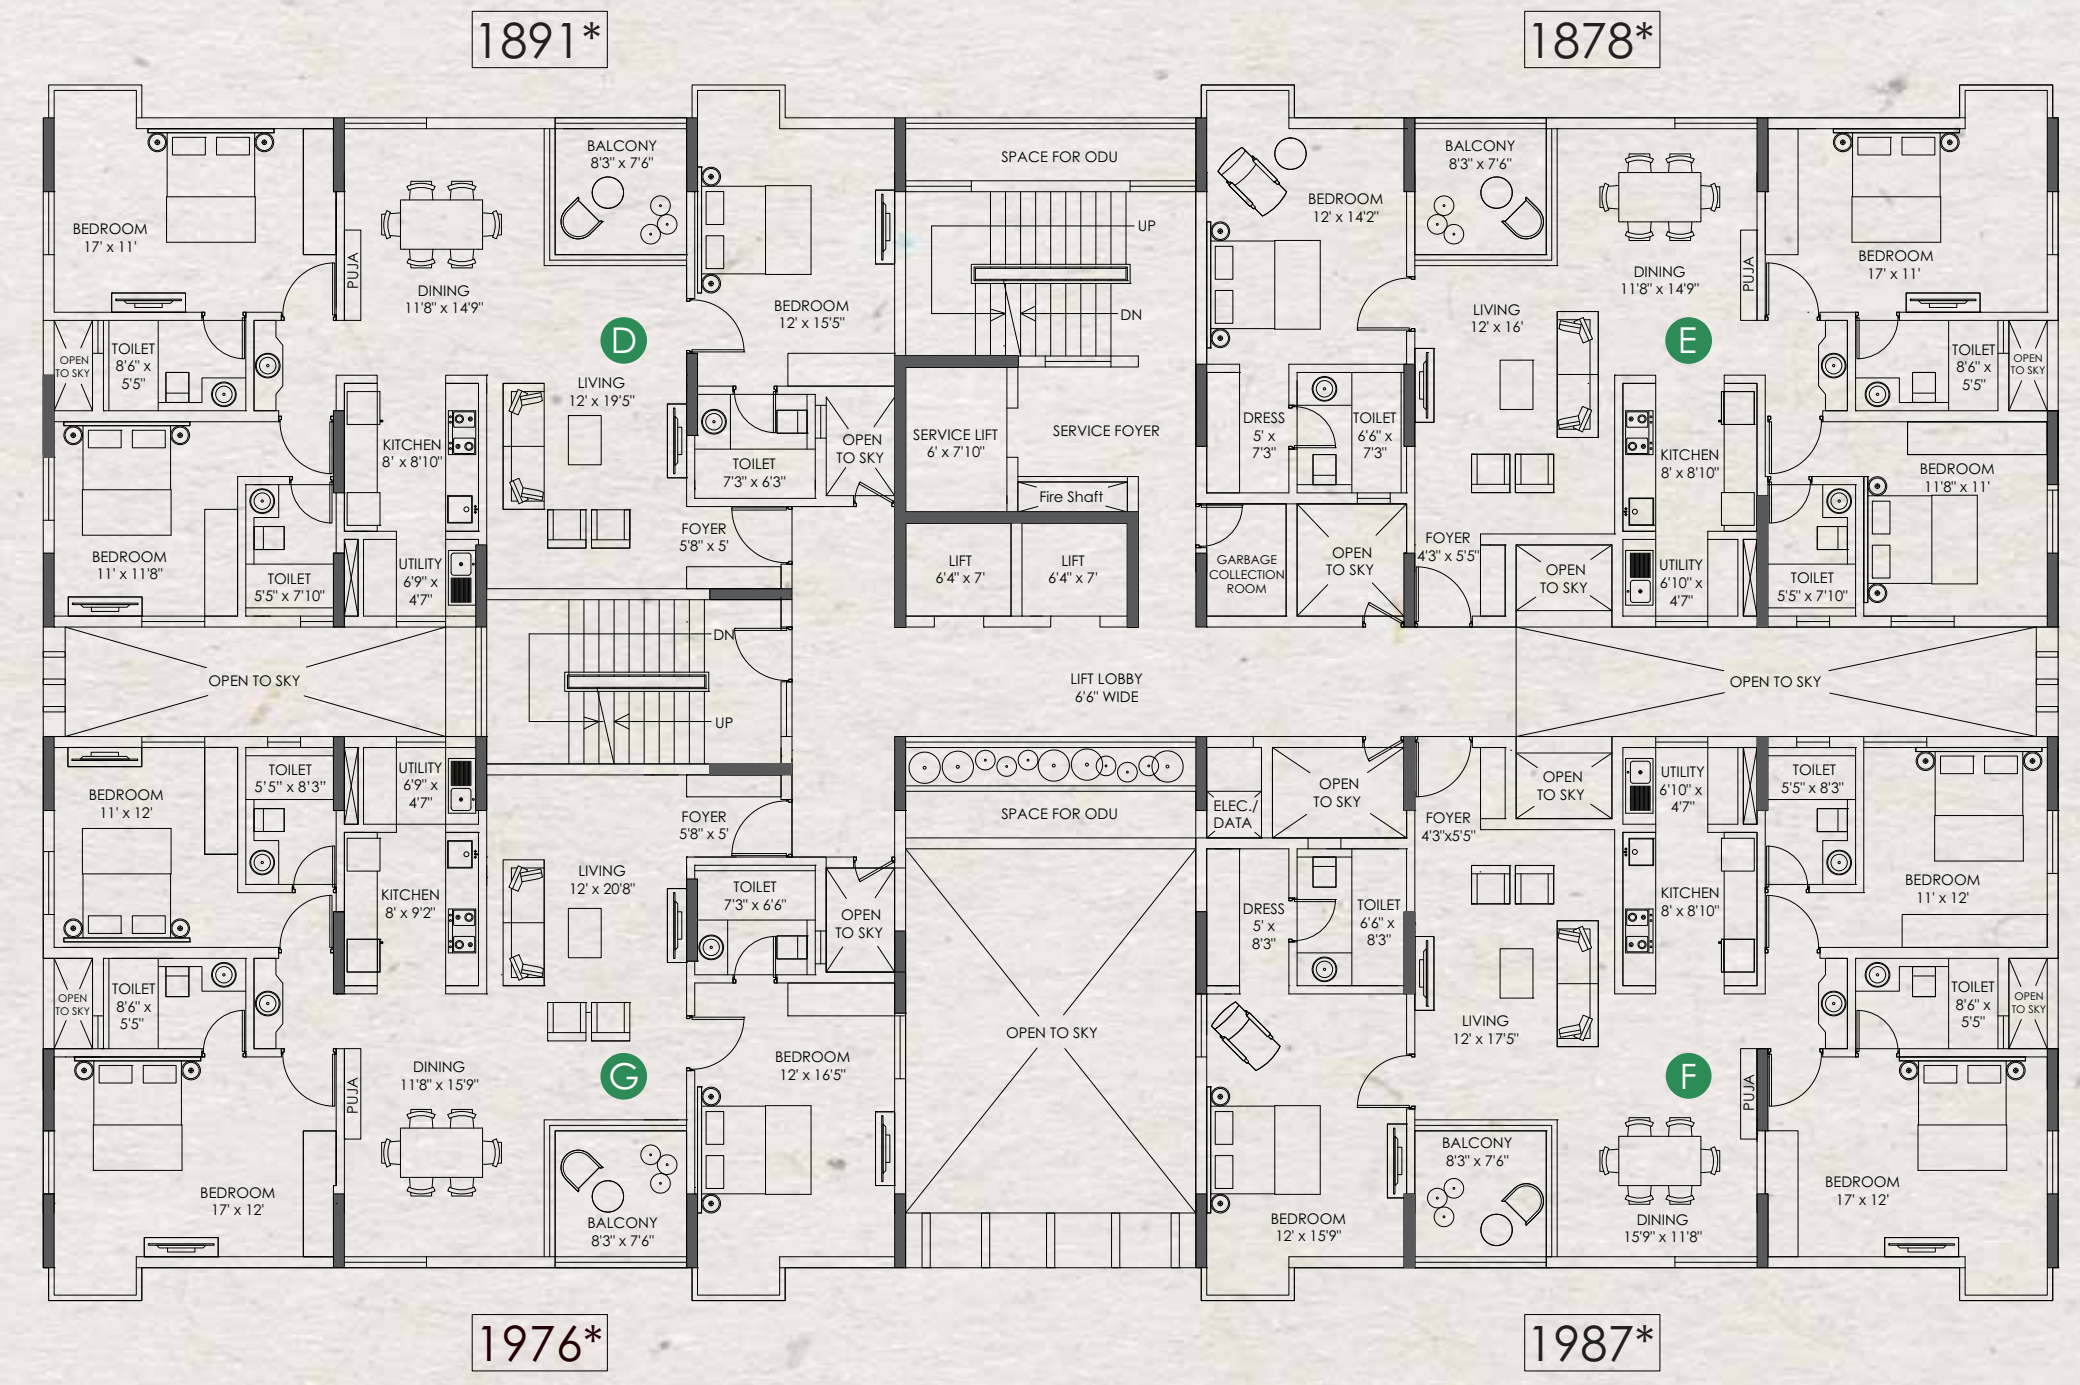 1891*
1878*
BEDROOM
17' x 11'
PUJA
DINING
11'8" x 14'9"
BALCONY
8'3" x 7'6"
D
LIVING
12' x 19'5"
BEDROOM
12' x 15'5"
OPEN
TO SKY
TOILET
8'6" x
5'5"
KITCHEN
8' x 8'10"
TOILET
7'3" x 6'3"
OPEN
TO SKY
BEDROOM
11' x 11'8"
TOILET
5'5" x 7'10"
UTILITY
6'9" x
4'7"
FOYER
5'8" x 5'
SPACE FOR ODU
UP
DN
SERVICE LIFT
6' x 7'10"
SERVICE FOYER
Fire Shaft
LIFT
6'4" x 7'
LIFT
6'4" x 7'
BEDROOM
12' x 14'2"
BALCONY
8'3" x 7'6"
DINING
11'8" x 14'9"
PUJA
BEDROOM
17' x 11'
LIVING
12' x 16'
E
TOILET
8'6" x
5'5"
OPEN
TO SKY
DRESS
5' x
7'3"
TOILET
6'6" x
7'3"
KITCHEN
8' x 8'10"
BEDROOM
11'8" x 11'
GARBAGE
COLLECTION
ROOM
OPEN
TO SKY
FOYER
4'3" x 5'5"
OPEN
TO SKY
UTILITY
6'10" x
4'7"
TOILET
5'5" x 7'10"
OPEN TO SKY
DN
UP
LIFT LOBBY
6'6" WIDE
OPEN TO SKY
BEDROOM
11' x 12'
TOILET
5'5" x 8'3"
UTILITY
6'9" x
4'7"
FOYER
5'8" x 5'
KITCHEN
8' x 9'2"
LIVING
12' x 20'8"
TOILET
7'3" x 6'6"
OPEN
TO SKY
OPEN
TO SKY
TOILET
8'6" x
5'5"
PUJA
DINING
11'8" x 15'9"
G
BEDROOM
12' x 16'5"
BEDROOM
17' x 12'
BALCONY
8'3" x 7'6"
SPACE FOR ODU
OPEN TO SKY
ELEC./
DATA
OPEN
TO SKY
FOYER
4'3"x5'5"
OPEN
TO SKY
UTILITY
6'10" x
4'7"
TOILET
5'5" x 8'3"
BEDROOM
11' x 12'
DRESS
5' x
8'3"
TOILET
6'6" x
8'3"
KITCHEN
8' x 8'10"
LIVING
12' x 17'5"
TOILET
8'6" x
5'5"
OPEN
TO SKY
F
PUJA
BALCONY
8'3" x 7'6"
BEDROOM
12' x 15'9"
DINING
15'9" x 11'8"
BEDROOM
17' x 12'
1976*
1987*